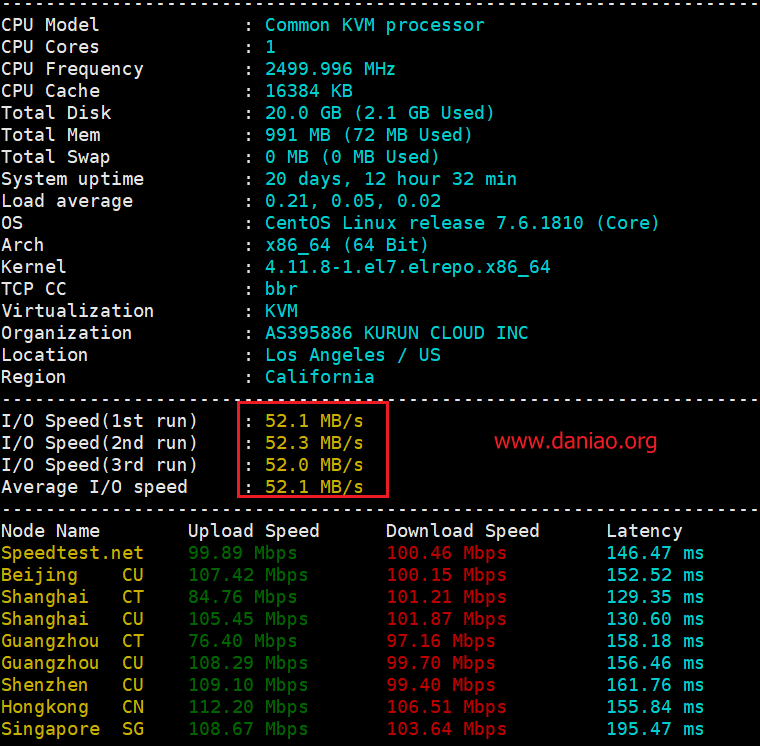 CPU Model : Common KVM processor
CPU Cores : 1
CPU Frequency : 2499.996 MHz
CPU Cache : 16384 KB
Total Disk : 20.0 GB (2.1 GB Used)
Total Mem : 991 MB (72 MB Used)
Total Swap : 0 MB (0 MB Used)
System uptime : 20 days, 12 hour 32 min
Load average : 0.21, 0.05, 0.02
OS : CentOS Linux release 7.6.1810 (Core)
Arch : x86_64 (64 Bit)
Kernel : 4.11.8-1.el7.elrepo.x86_64
TCP CC : bbr
Virtualization : KVM
Organization : AS395886 KURUN CLOUD INC
Location : Los Angeles / US
Region : California
I/O Speed(1st run) : 52.1 MB/s
I/O Speed(2nd run) : 52.3 MB/s
www.daniao.org
I/O Speed(3rd run) : 52.0 MB/s
Average I/O speed : 52.1 MB/s
Node Name Upload Speed Download Speed Latency
Speedtest.net 99.89 Mbps 100.46 Mbps 146.47 ms
Beijing CU 107.42 Mbps 100.15 Mbps 152.52 ms
Shanghai CT 84.76 Mbps 101.21 Mbps 129.35 ms
Shanghai CU 105.45 Mbps 101.87 Mbps 130.60 ms
Guangzhou CT 76.40 Mbps 97.16 Mbps 158.18 ms
Guangzhou CU 108.29 Mbps 99.70 Mbps 156.46 ms
Shenzhen CU 109.10 Mbps 99.40 Mbps 161.76 ms
Hongkong CN 112.20 Mbps 106.51 Mbps 155.84 ms
Singapore SG 108.67 Mbps 103.64 Mbps 195.47 ms